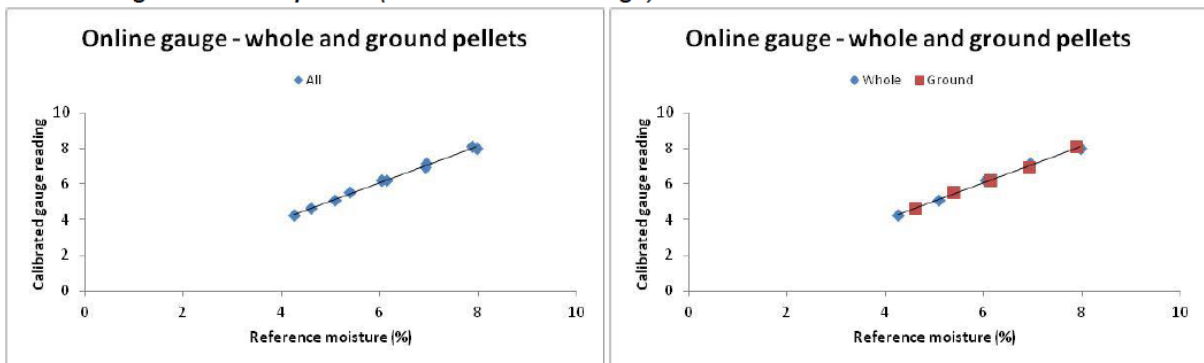 Online gauge - whole and ground pellets
All
Calibrated gauge reading
10
8
6
4
2
0
0 2 4 6 8 10
Reference moisture (%)
Online gauge - whole and ground pellets
Whole Ground
Calibrated gauge reading
10
8
6
4
2
0
0 2 4 6 8 10
Reference moisture (%)